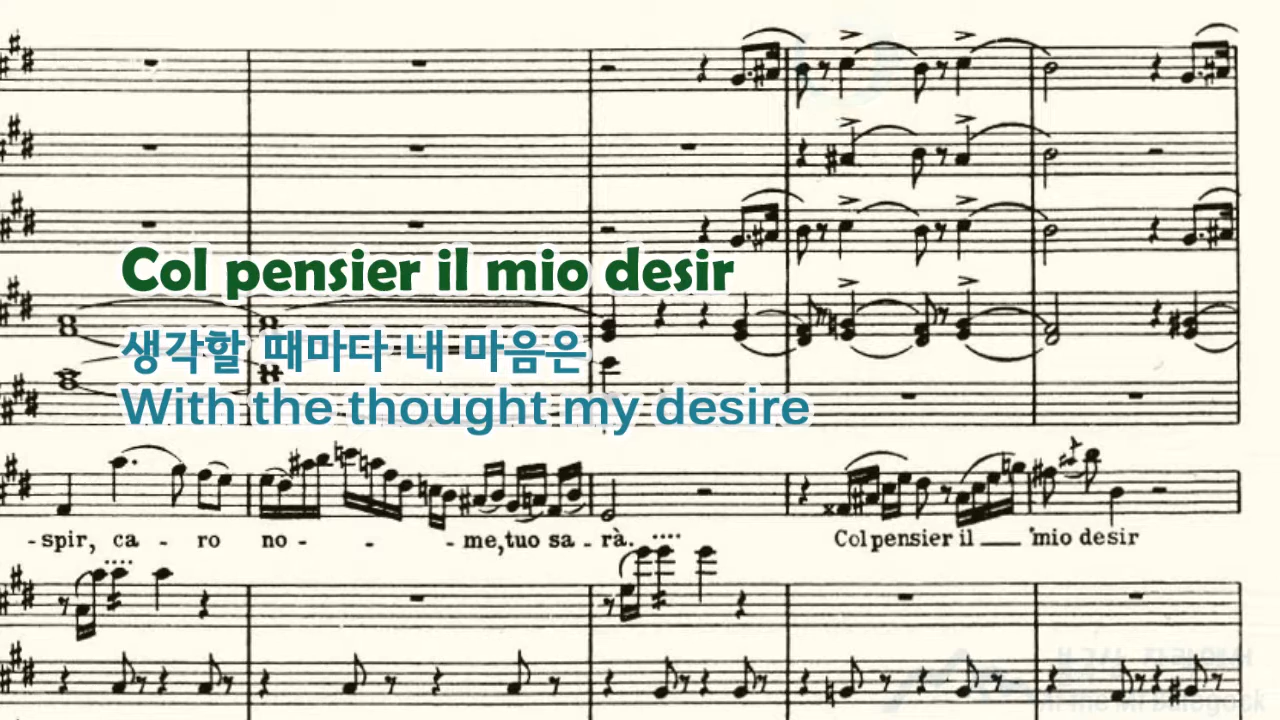 Col pensier il mio desir
생각할 때마다 내 마음은
With the thought my desire
- spir, ca - ro no - - - me, tuo sa - rà. Col pensier il ___ mio desir